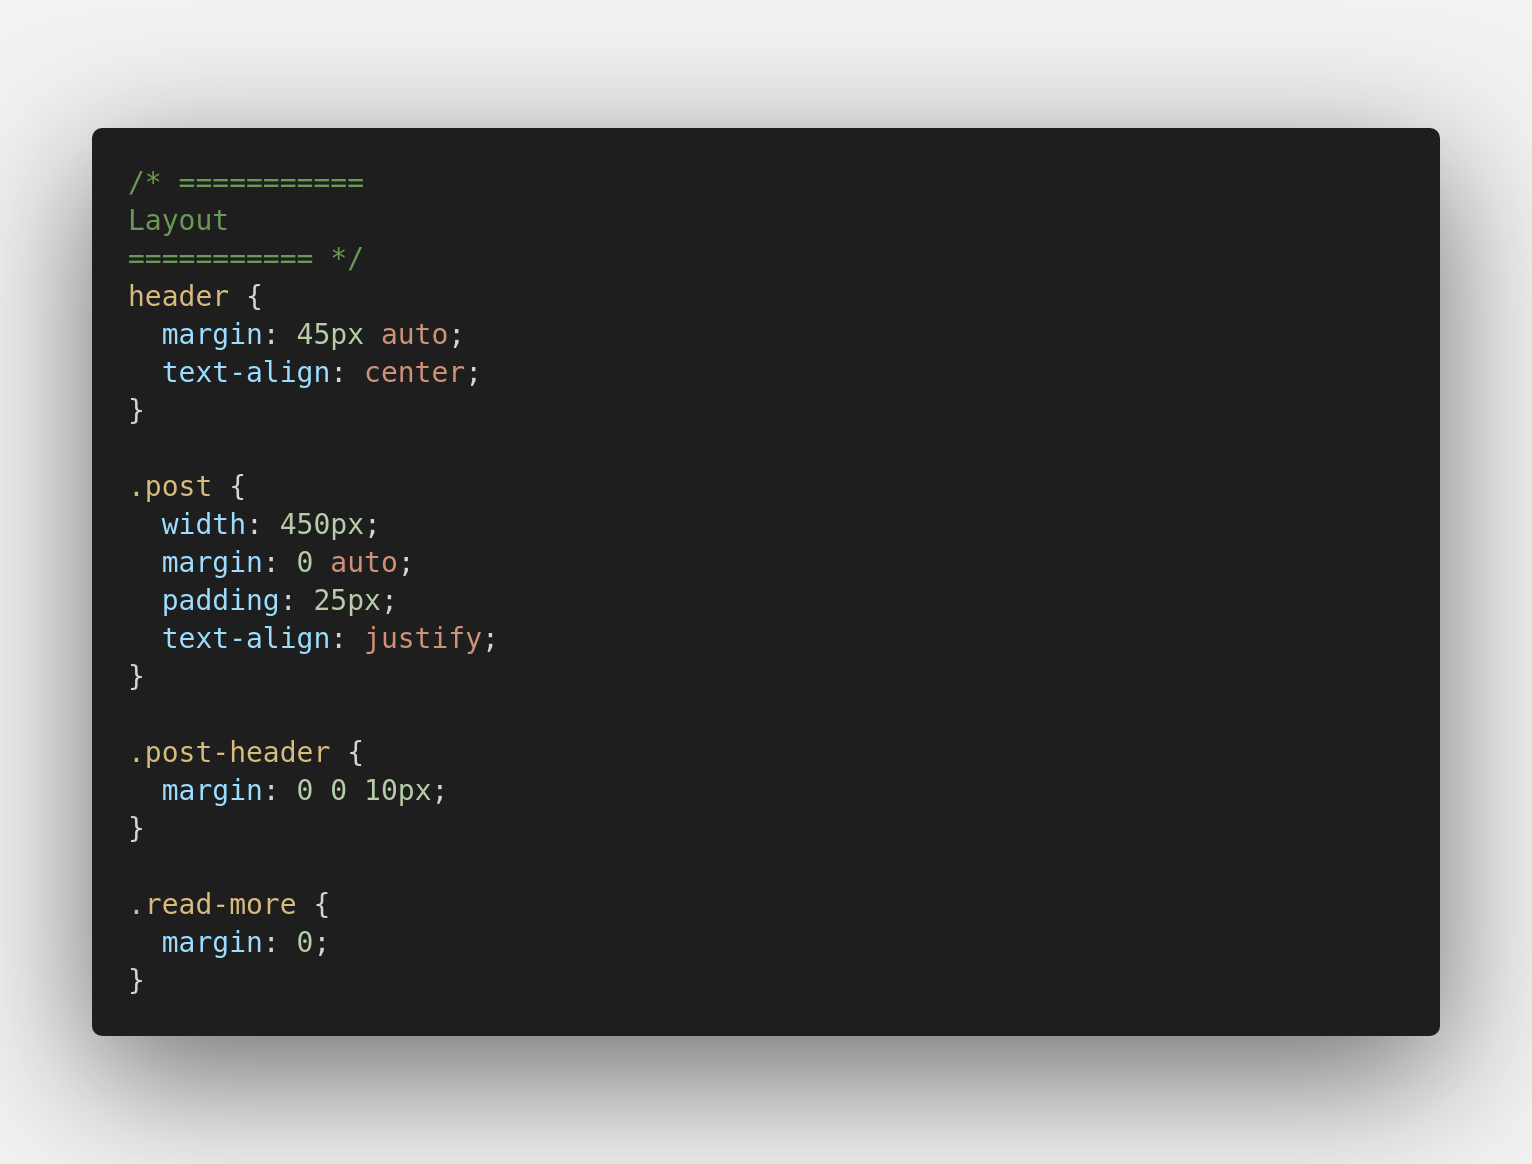 /* ===========
Layout
=========== */
header {
  margin: 45px auto;
  text-align: center;
}

.post {
  width: 450px;
  margin: 0 auto;
  padding: 25px;
  text-align: justify;
}

.post-header {
  margin: 0 0 10px;
}

.read-more {
  margin: 0;
}